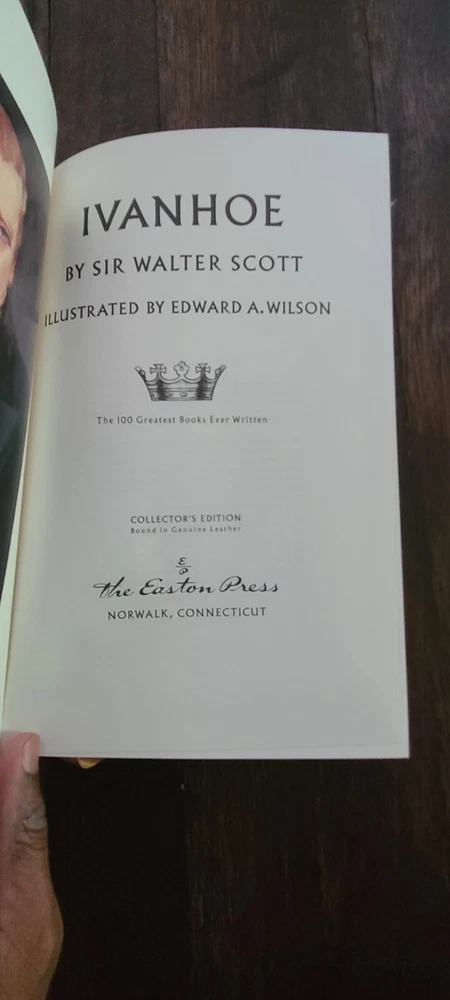 IVANHOE
BY SIR WALTER SCOTT
ILLUSTRATED BY EDWARD A. WILSON
The 100 Greatest Books Ever Written
COLLECTOR'S EDITION
Bound in Genuine Leather
E
P
The Easton Press
NORWALK, CONNECTICUT